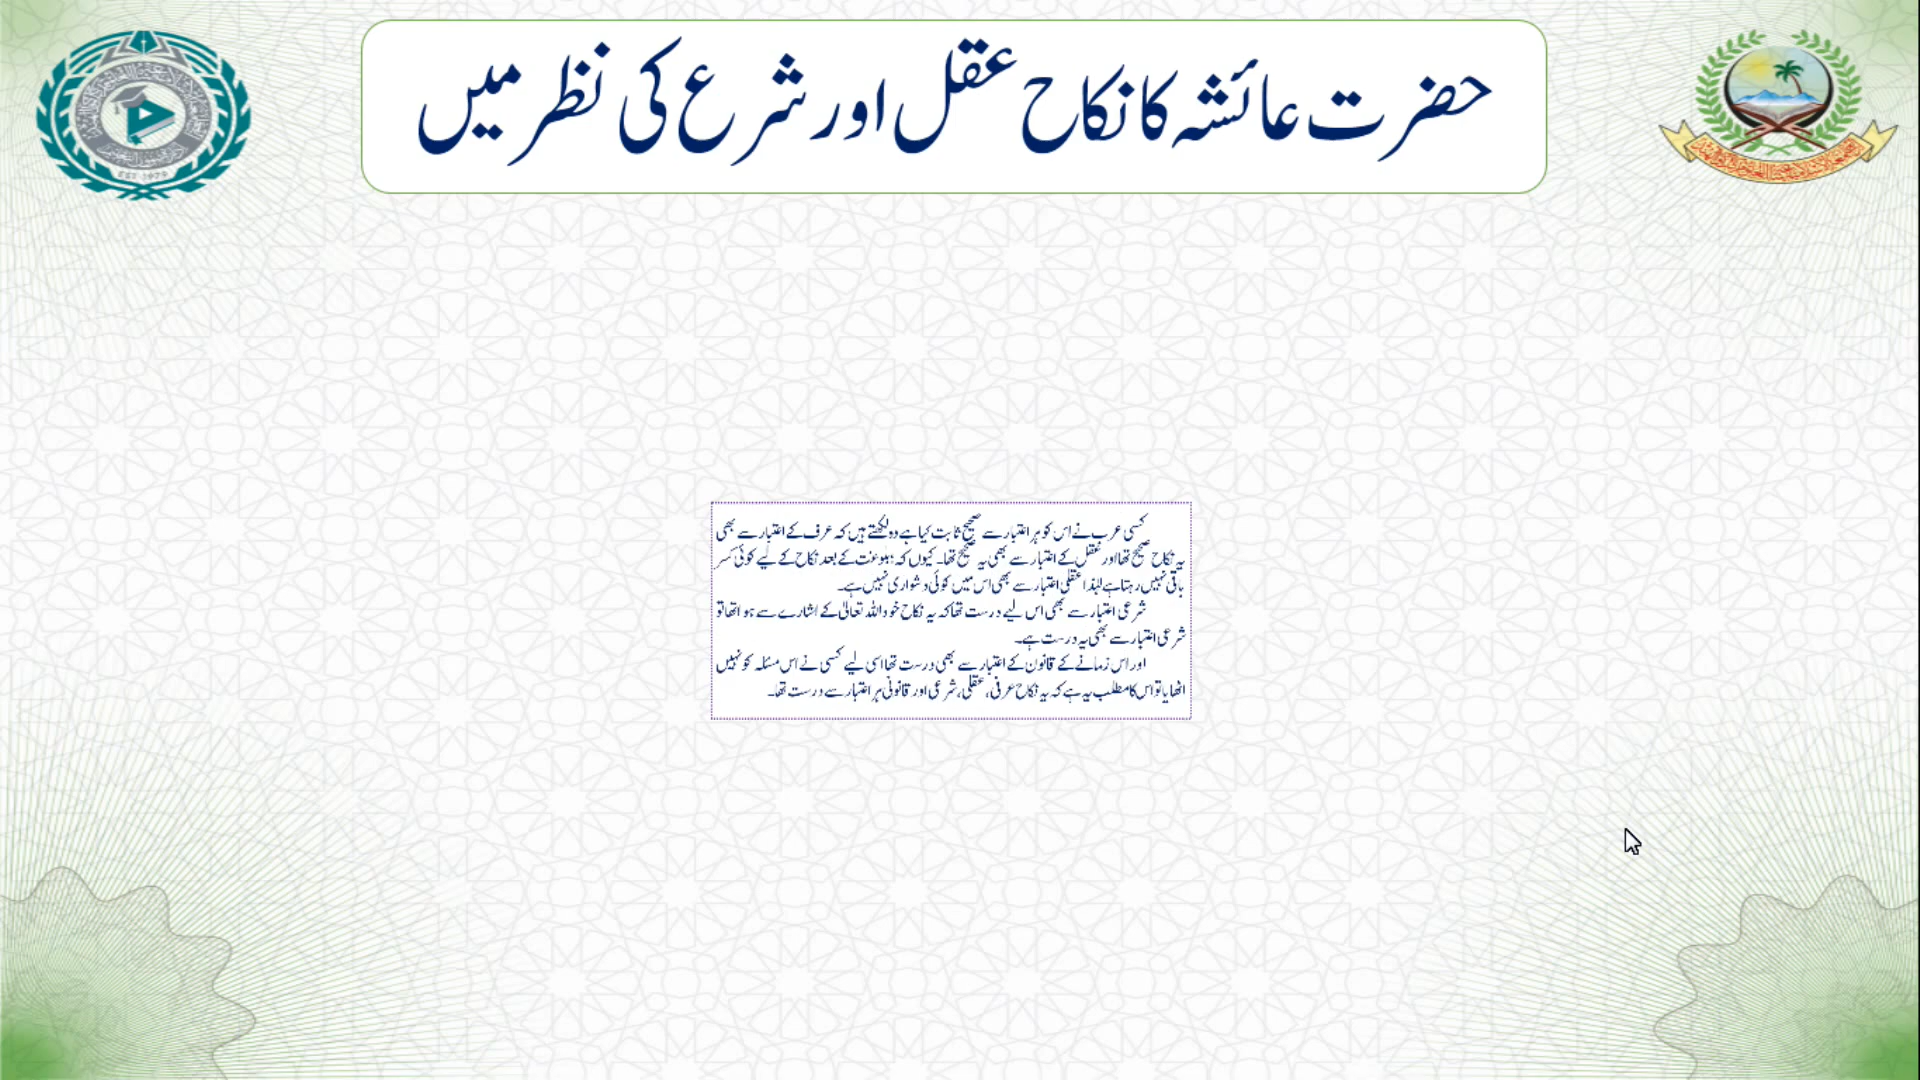 حضرت عائشہ کا نکاح عقل اور شرع کی نظر میں
کسی عرب نے اس کو ہر اعتبار سے صحیح ثابت کیا ہے وہ لکھتے ہیں کہ عرف کے اعتبار سے بھی
یہ نکاح صحیح تھا اور عقل کے اعتبار سے بھی یہ صحیح تھا۔ کیوں کہ؛ بلوغت کے بعد نکاح کے لیے کوئی کسر
باقی نہیں رہتا ہے لہٰذا عقلی اعتبار سے بھی اس میں کوئی دشواری نہیں ہے۔
شرعی اعتبار سے بھی اس لیے درست تھا کہ یہ نکاح خود اللہ تعالیٰ کے اشارے سے ہوا تھا تو
شرعی اعتبار سے بھی یہ درست ہے۔
اور اس زمانے کے قانون کے اعتبار سے بھی درست تھا اسی لیے کسی نے اس مسئلہ کو نہیں
اٹھایا تو اس کا مطلب یہ ہے کہ یہ نکاح عرفی، عقلی، شرعی اور قانونی ہر اعتبار سے درست تھا۔
EST 1979